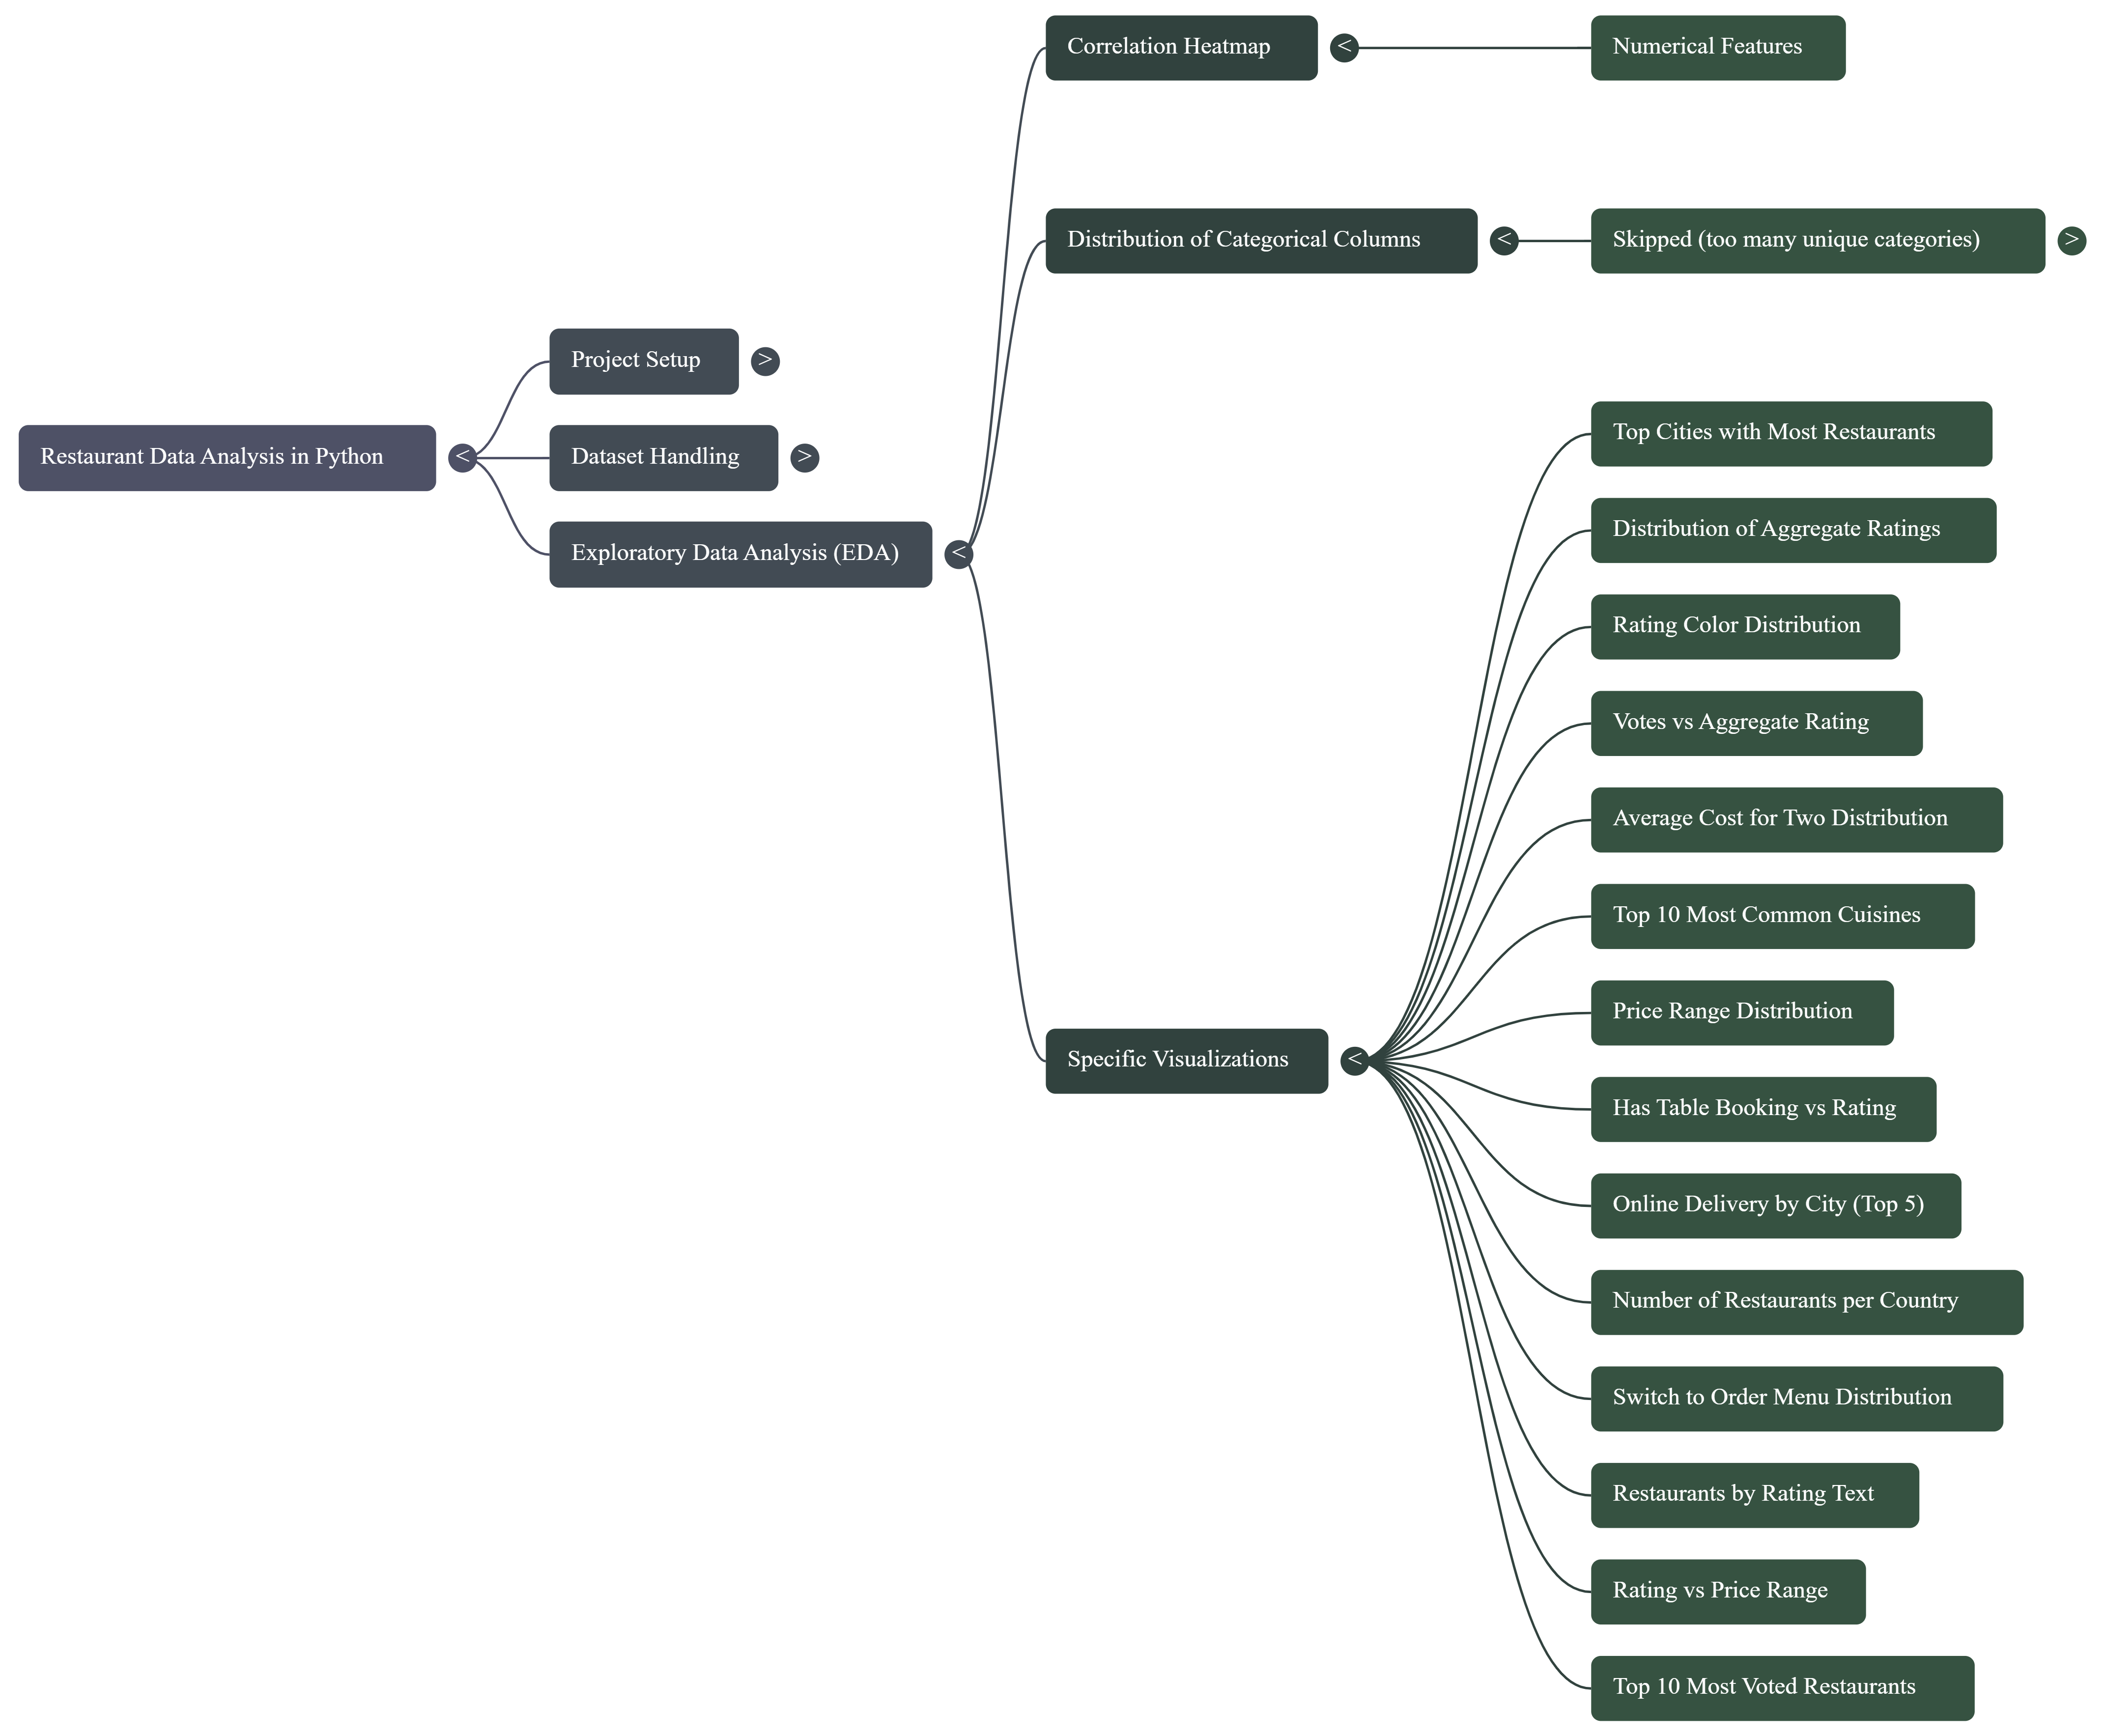 Restaurant Data Analysis in Python
<
Project Setup
>
Dataset Handling
>
Exploratory Data Analysis (EDA)
<
Correlation Heatmap
<
Numerical Features
Distribution of Categorical Columns
<
Skipped (too many unique categories)
>
Specific Visualizations
<
Top Cities with Most Restaurants
Distribution of Aggregate Ratings
Rating Color Distribution
Votes vs Aggregate Rating
Average Cost for Two Distribution
Top 10 Most Common Cuisines
Price Range Distribution
Has Table Booking vs Rating
Online Delivery by City (Top 5)
Number of Restaurants per Country
Switch to Order Menu Distribution
Restaurants by Rating Text
Rating vs Price Range
Top 10 Most Voted Restaurants